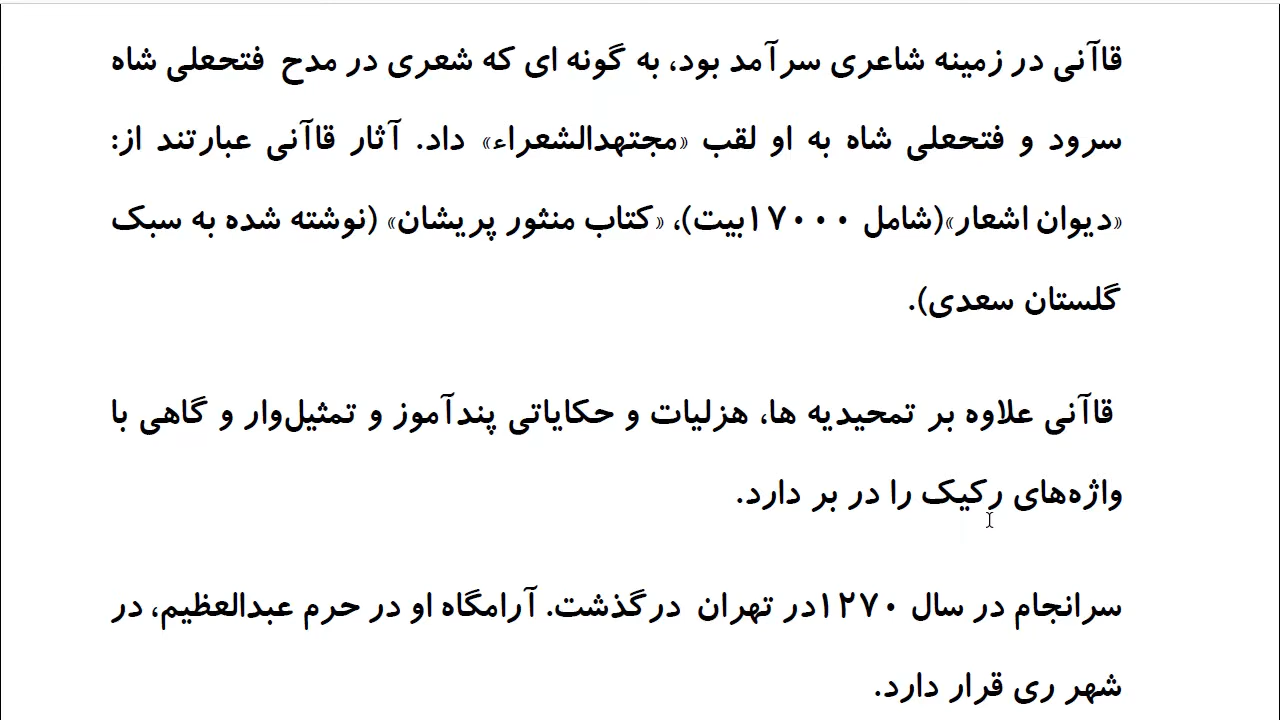 قاآنی در زمینه شاعری سرآمد بود، به گونه ای که شعری در مدح فتحعلی شاه
سرود و فتحعلی شاه به او لقب «مجتهدالشعراء» داد. آثار قاآنی عبارتند از:
«دیوان اشعار»(شامل ۱۷۰۰۰بیت)، «کتاب منثور پریشان» (نوشته شده به سبک
گلستان سعدی).
قاآنی علاوه بر تمحیدیه ها، هزلیات و حکایاتی پندآموز و تمثیل‌وار و گاهی با
واژه‌های رکیک را در بر دارد.
سرانجام در سال ۱۲۷۰در تهران درگذشت. آرامگاه او در حرم عبدالعظیم، در
شهر ری قرار دارد.